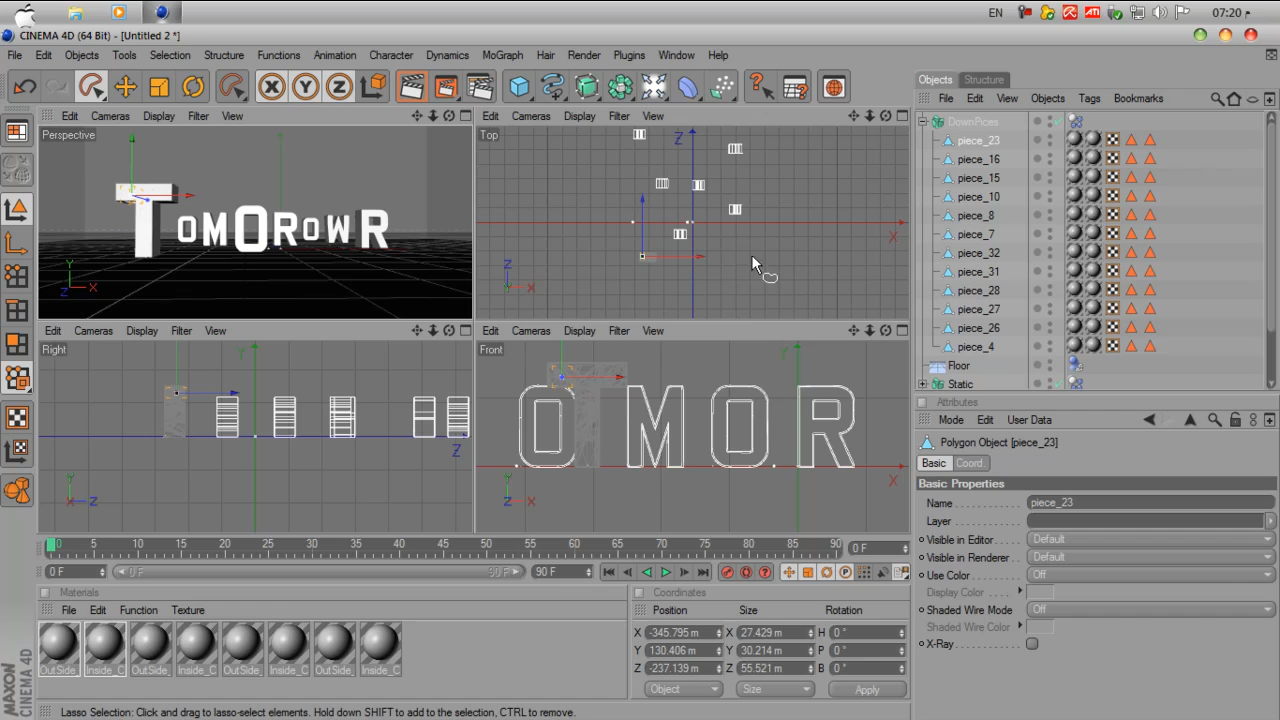 EN
07:20 م
CINEMA 4D (64 Bit) - [Untitled 2 *]
File Edit Objects Tools Selection Structure Functions Animation Character Dynamics MoGraph Hair Render Plugins Window Help
Edit Cameras Display Filter View
Perspective
TOMOROWR
Y X Z
Edit Cameras Display Filter View
Top
Z X
Z X
Edit Cameras Display Filter View
Right
Y Z
Y X Z
Edit Cameras Display Filter View
Front
OTMOR
Y X
Y Z X
Objects Structure
File Edit View Objects Tags Bookmarks
DownPices
piece_23
piece_16
piece_15
piece_10
piece_8
piece_7
piece_32
piece_31
piece_28
piece_27
piece_26
piece_4
Floor
Static
Attributes
Mode Edit User Data
Polygon Object [piece_23]
Basic Coord.
Basic Properties
Name piece_23
Layer
Visible in Editor Default
Visible in Renderer Default
Use Color Off
Display Color
Shaded Wire Mode Off
Shaded Wire Color
X-Ray
0 5 10 15 20 25 30 35 40 45 50 55 60 65 70 75 80 85 90 0 F
0 F 0 F 90 F 90 F
Materials
File Edit Function Texture
OutSide_ Inside_C OutSide_ Inside_C OutSide_ Inside_C OutSide_ Inside_C
Coordinates
Position Size Rotation
X -345.795 m X 27.429 m H 0 °
Y 130.406 m Y 30.214 m P 0 °
Z -237.139 m Z 55.521 m B 0 °
Object Size Apply
MAXON
CINEMA 4D
Lasso Selection: Click and drag to lasso-select elements. Hold down SHIFT to add to the selection, CTRL to remove.